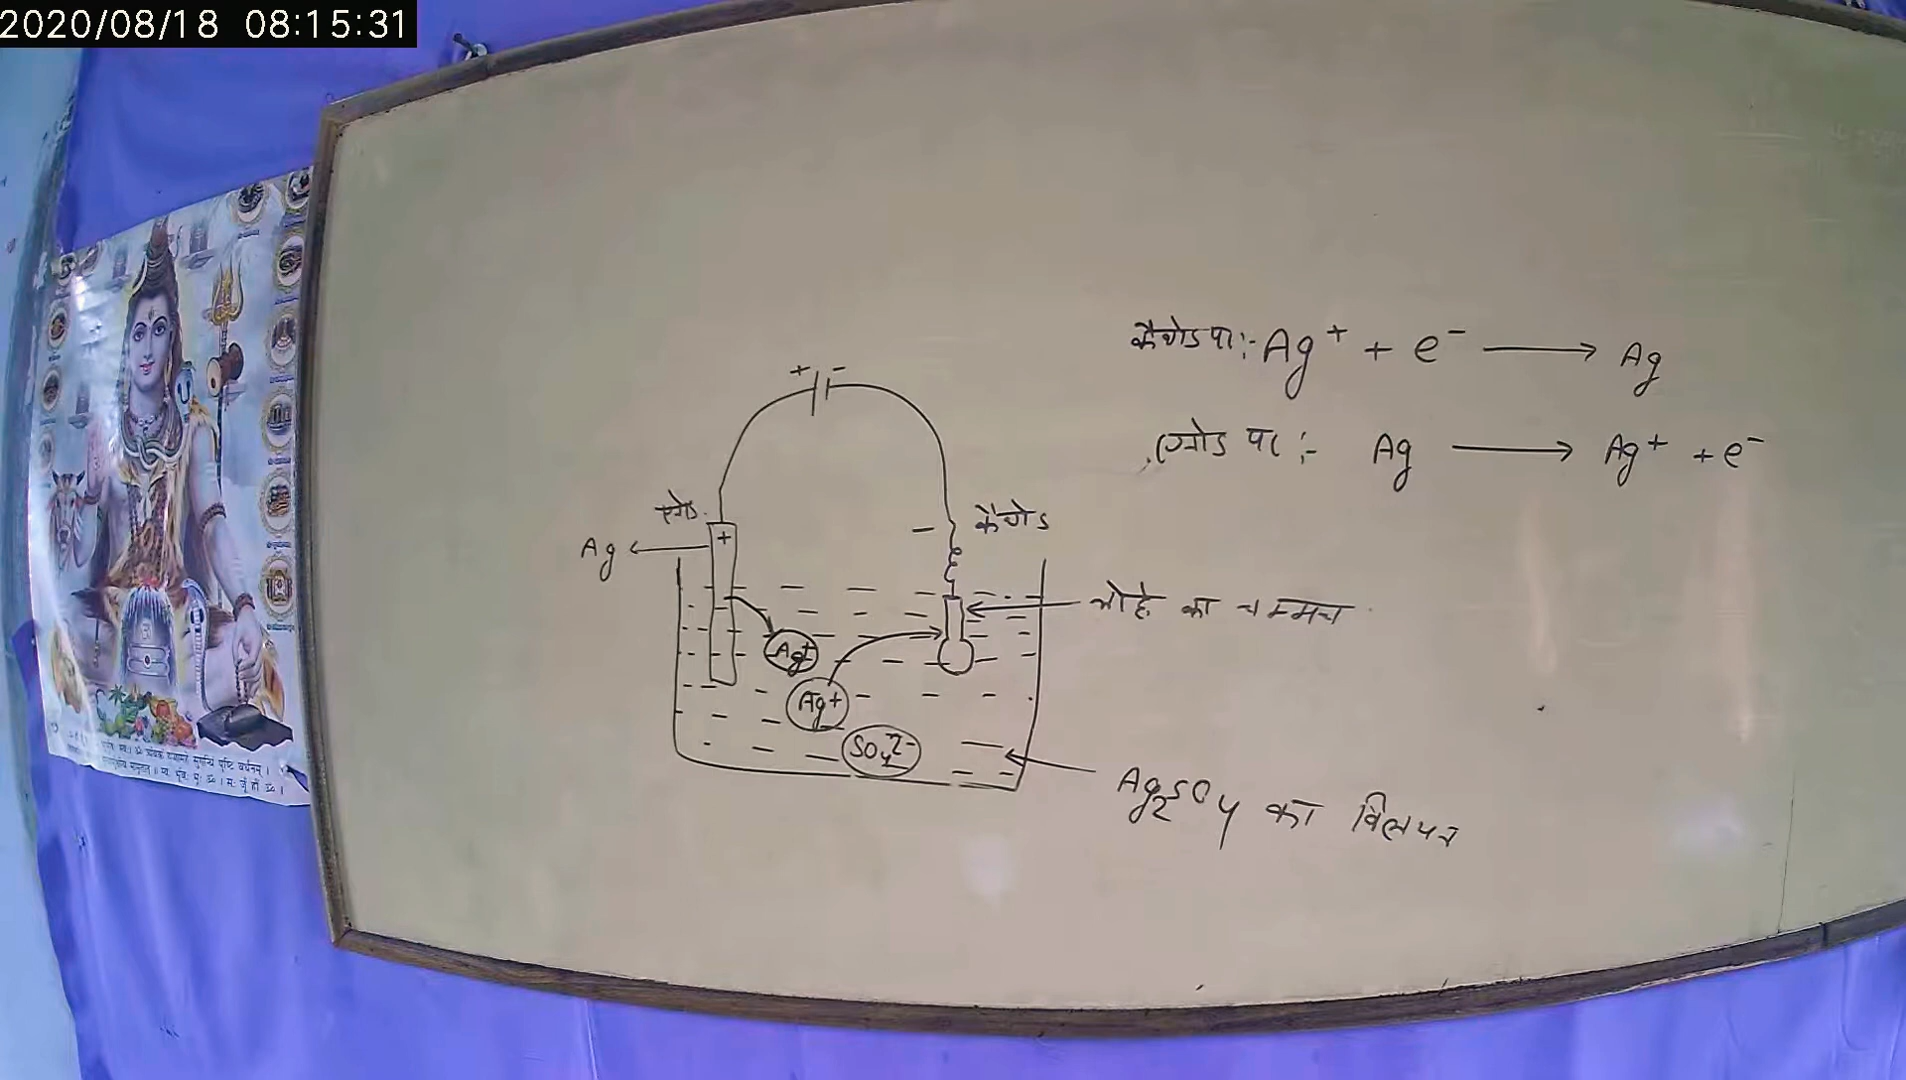 2020/08/18 08:15:31
कैथोड पर:- Ag⁺ + e⁻ ⟶ Ag
एनोड पर :- Ag ⟶ Ag⁺ + e⁻
+ -
एनोड
- कैथोड
+
Ag
लोहे का चम्मच
Ag⁺
Ag⁺
SO₄²⁻
Ag₂SO₄ का विलयन